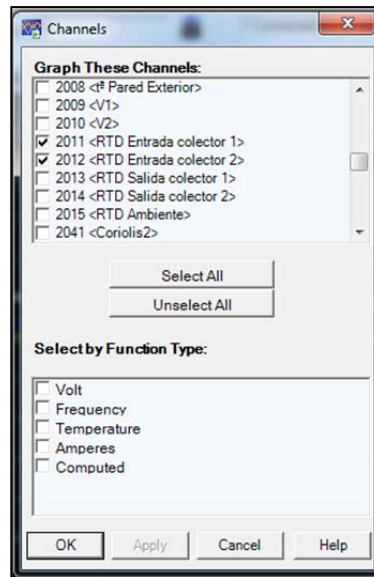 Channels
Graph These Channels:
2008 <tª Pared Exterior>
2009 <V1>
2010 <V2>
2011 <RTD Entrada colector 1>
2012 <RTD Entrada colector 2>
2013 <RTD Salida colector 1>
2014 <RTD Salida colector 2>
2015 <RTD Ambiente>
2041 <Coriolis2>
Select All
Unselect All
Select by Function Type:
Volt
Frequency
Temperature
Amperes
Computed
OK Apply Cancel Help